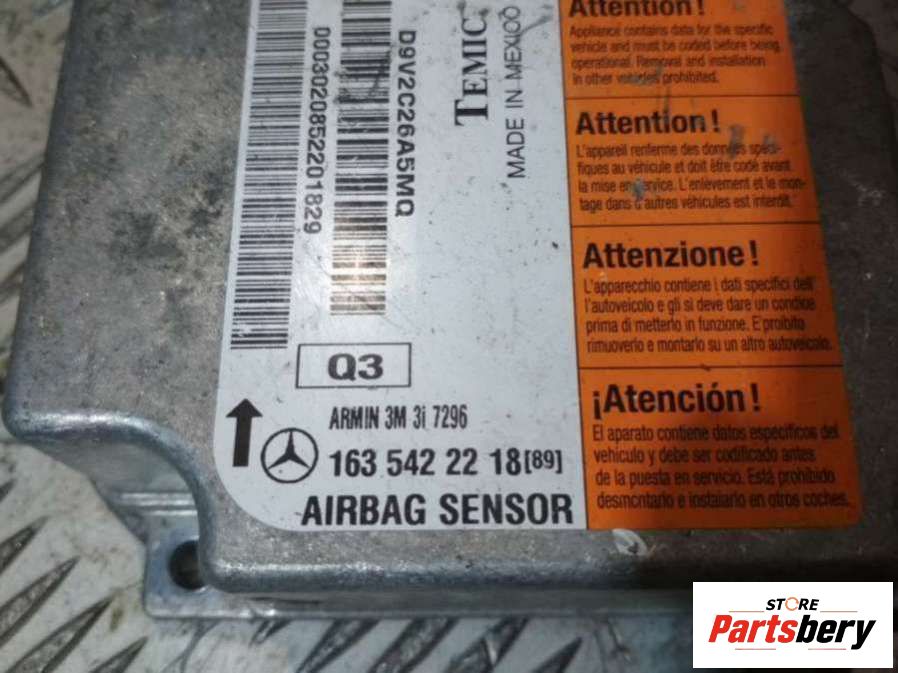 D9V2C26A5MQ
00030208522201829
TEMIC
MADE IN MEXICO
Q3
ARMIN 3M 3i 7296
163 542 22 18 [89]
AIRBAG SENSOR
Attention!
Appliance contains data for the specific
vehicle and must be coded before being
operational. Removal and installation
in other vehicles prohibited.
Attention!
L'appareil renferme des données spéci-
fiques au véhicule et doit être codé avant
la mise en service. L'enlèvement et le mon-
tage dans d'autres véhicules est interdit.
Attenzione!
L'apparecchio contiene i dati specifici dell'
l'autoveicolo e gli si deve dare un condice
prima di metterlo in funzione. E'proibito
rimuoverlo e montarlo su un altro autoveicolo.
¡Atención!
El aparato contiene datos especificos del
vehículo y debe ser codificado antes
de la puesta en servicio. Está prohibido
desmontarlo e instalarlo en otros coches.
STORE
Partsbery